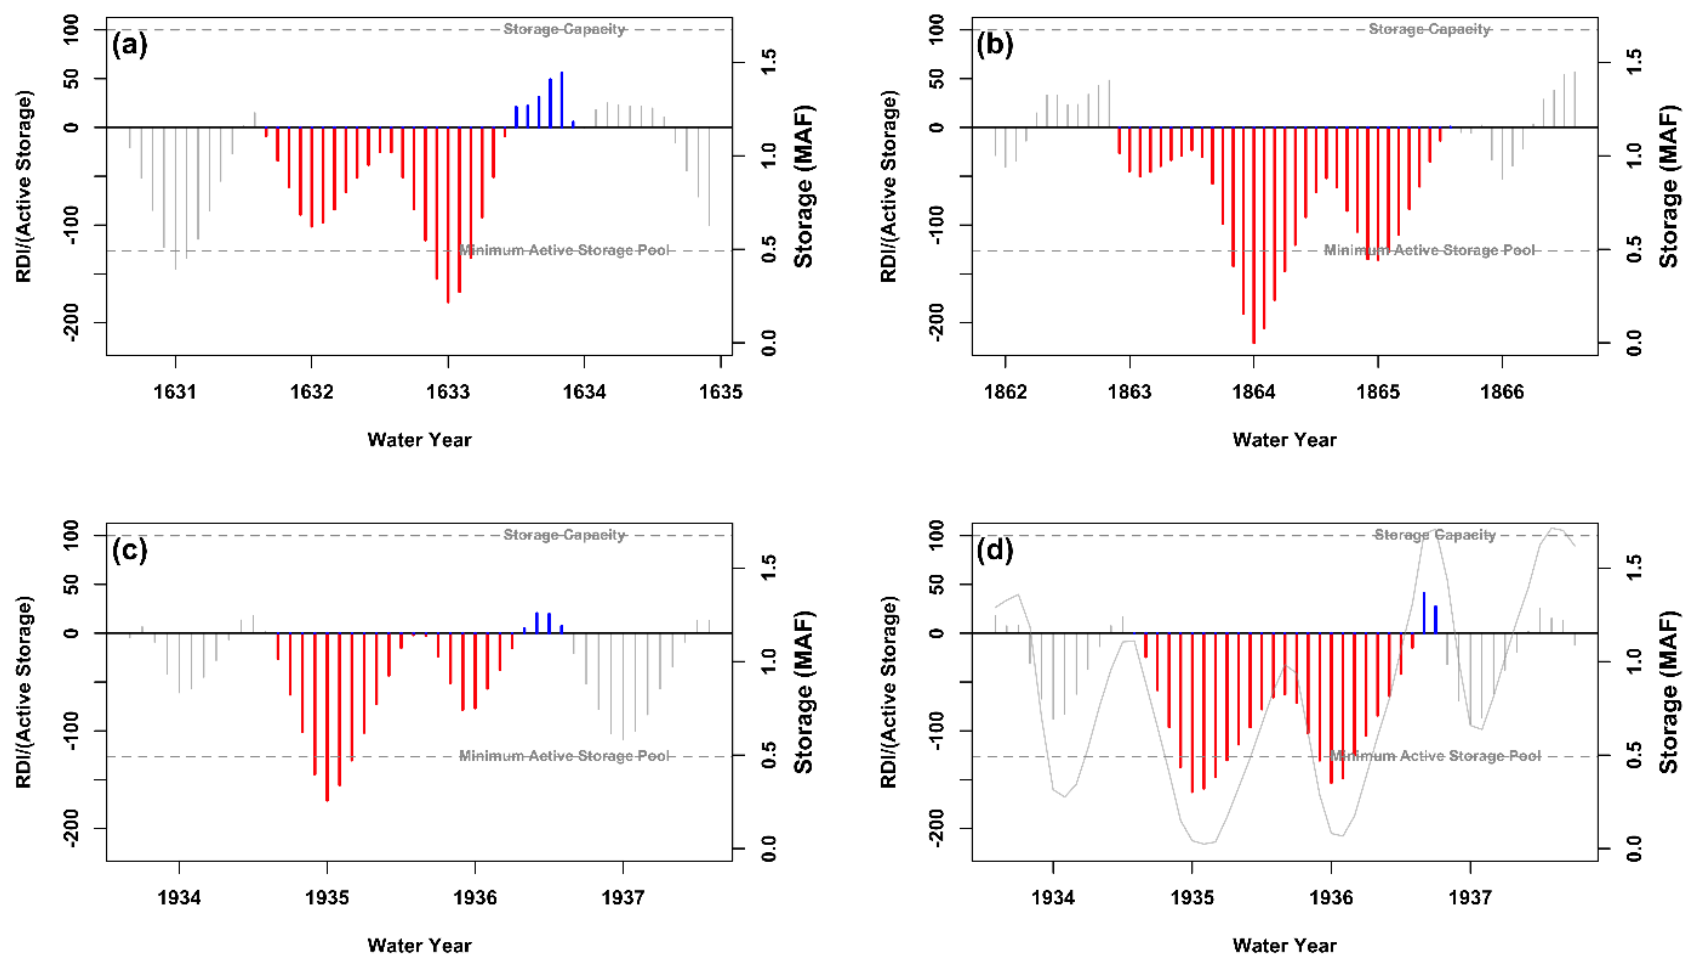 (a)
Storage Capacity
Minimum Active Storage Pool
RDI/(Active Storage)
100
50
0
-100
-200
Storage (MAF)
1.5
1.0
0.5
0.0
1631 1632 1633 1634 1635
Water Year
(b)
Storage Capacity
Minimum Active Storage Pool
RDI/(Active Storage)
100
50
0
-100
-200
Storage (MAF)
1.5
1.0
0.5
0.0
1862 1863 1864 1865 1866
Water Year
(c)
Storage Capacity
Minimum Active Storage Pool
RDI/(Active Storage)
100
50
0
-100
-200
Storage (MAF)
1.5
1.0
0.5
0.0
1934 1935 1936 1937
Water Year
(d)
Storage Capacity
Minimum Active Storage Pool
RDI/(Active Storage)
100
50
0
-100
-200
Storage (MAF)
1.5
1.0
0.5
0.0
1934 1935 1936 1937
Water Year